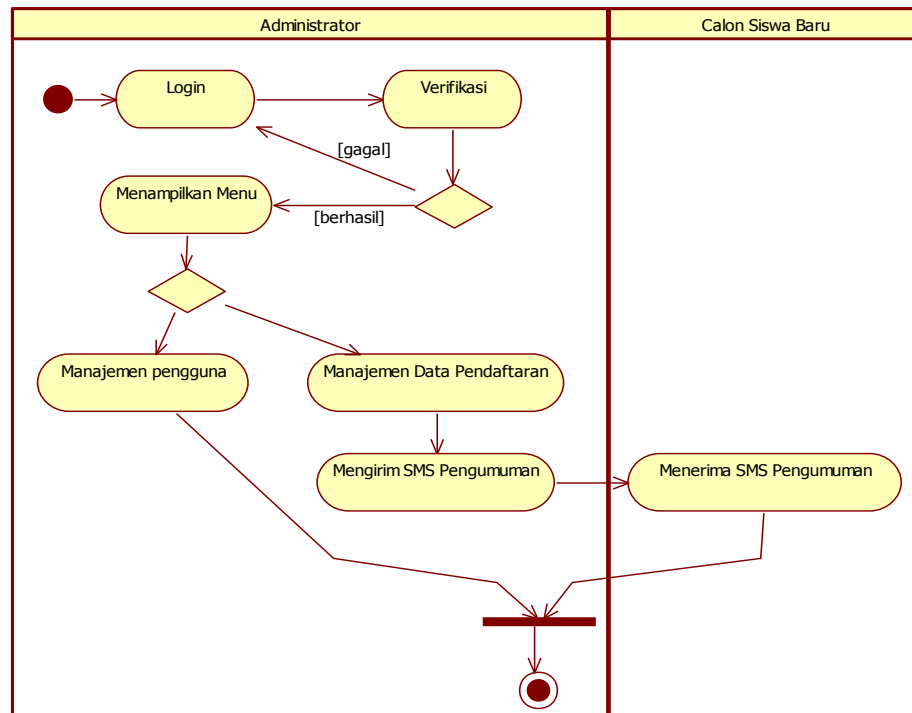 Administrator
Calon Siswa Baru
Login
Verifikasi
[gagal]
Menampilkan Menu
[berhasil]
Manajemen pengguna
Manajemen Data Pendaftaran
Mengirim SMS Pengumuman
Menerima SMS Pengumuman